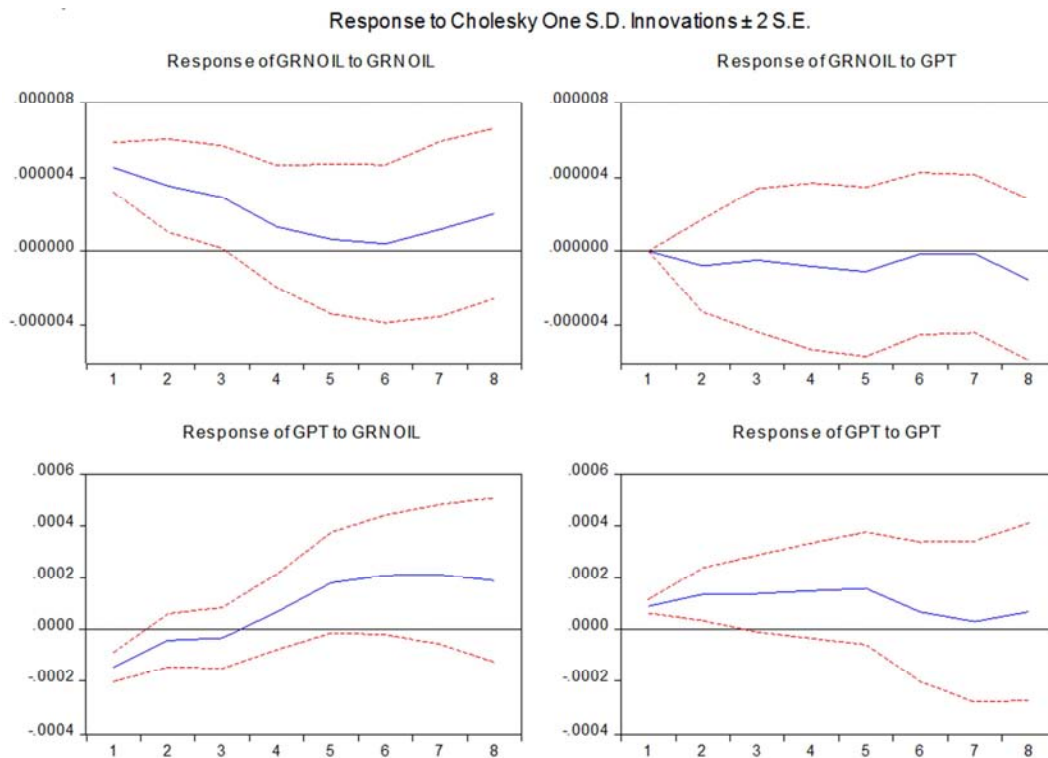 Response to Cholesky One S.D. Innovations ± 2 S.E.
Response of GRNOIL to GRNOIL
Response of GRNOIL to GPT
.000008
.000004
.000000
-.000004
1 2 3 4 5 6 7 8
.000008
.000004
.000000
-.000004
1 2 3 4 5 6 7 8
Response of GPT to GRNOIL
Response of GPT to GPT
.0006
.0004
.0002
.0000
-.0002
-.0004
1 2 3 4 5 6 7 8
.0006
.0004
.0002
.0000
-.0002
-.0004
1 2 3 4 5 6 7 8